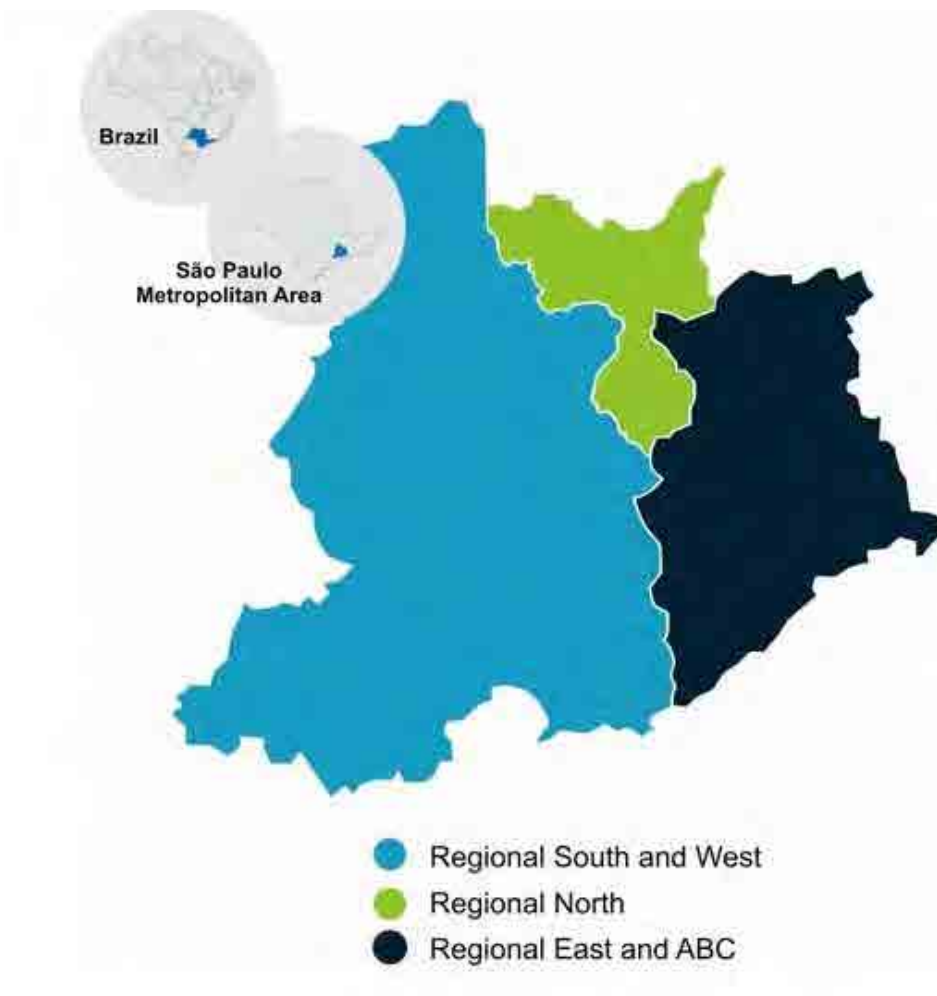 Brazil
São Paulo
Metropolitan Area
Regional South and West
Regional North
Regional East and ABC